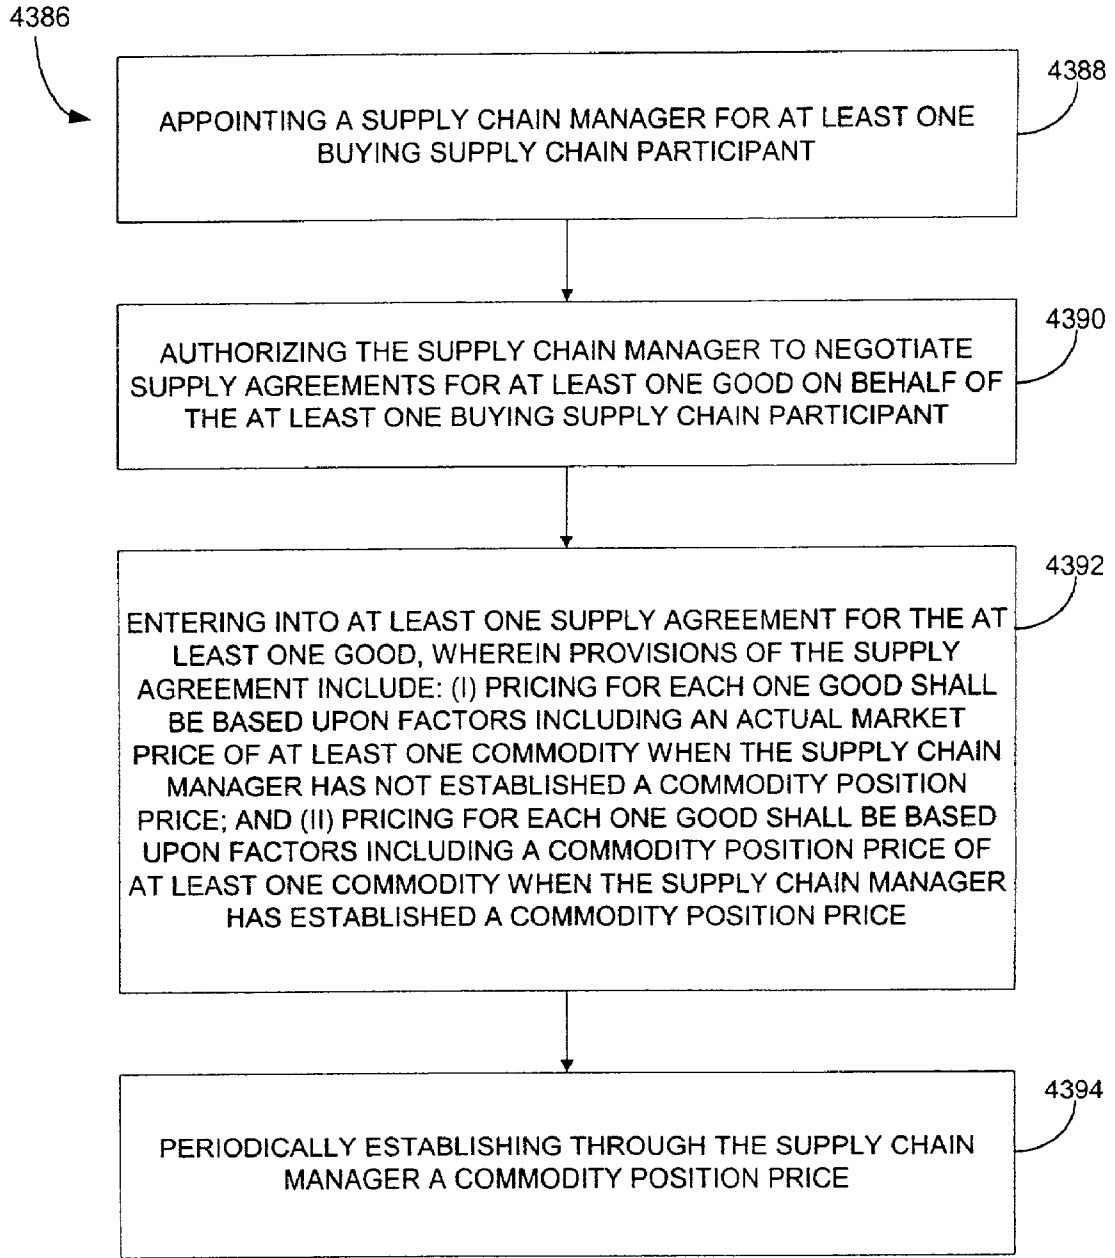 4386
4388
APPOINTING A SUPPLY CHAIN MANAGER FOR AT LEAST ONE
BUYING SUPPLY CHAIN PARTICIPANT
4390
AUTHORIZING THE SUPPLY CHAIN MANAGER TO NEGOTIATE
SUPPLY AGREEMENTS FOR AT LEAST ONE GOOD ON BEHALF OF
THE AT LEAST ONE BUYING SUPPLY CHAIN PARTICIPANT
4392
ENTERING INTO AT LEAST ONE SUPPLY AGREEMENT FOR THE AT
LEAST ONE GOOD, WHEREIN PROVISIONS OF THE SUPPLY
AGREEMENT INCLUDE: (I) PRICING FOR EACH ONE GOOD SHALL
BE BASED UPON FACTORS INCLUDING AN ACTUAL MARKET
PRICE OF AT LEAST ONE COMMODITY WHEN THE SUPPLY CHAIN
MANAGER HAS NOT ESTABLISHED A COMMODITY POSITION
PRICE; AND (II) PRICING FOR EACH ONE GOOD SHALL BE BASED
UPON FACTORS INCLUDING A COMMODITY POSITION PRICE OF
AT LEAST ONE COMMODITY WHEN THE SUPPLY CHAIN MANAGER
HAS ESTABLISHED A COMMODITY POSITION PRICE
4394
PERIODICALLY ESTABLISHING THROUGH THE SUPPLY CHAIN
MANAGER A COMMODITY POSITION PRICE